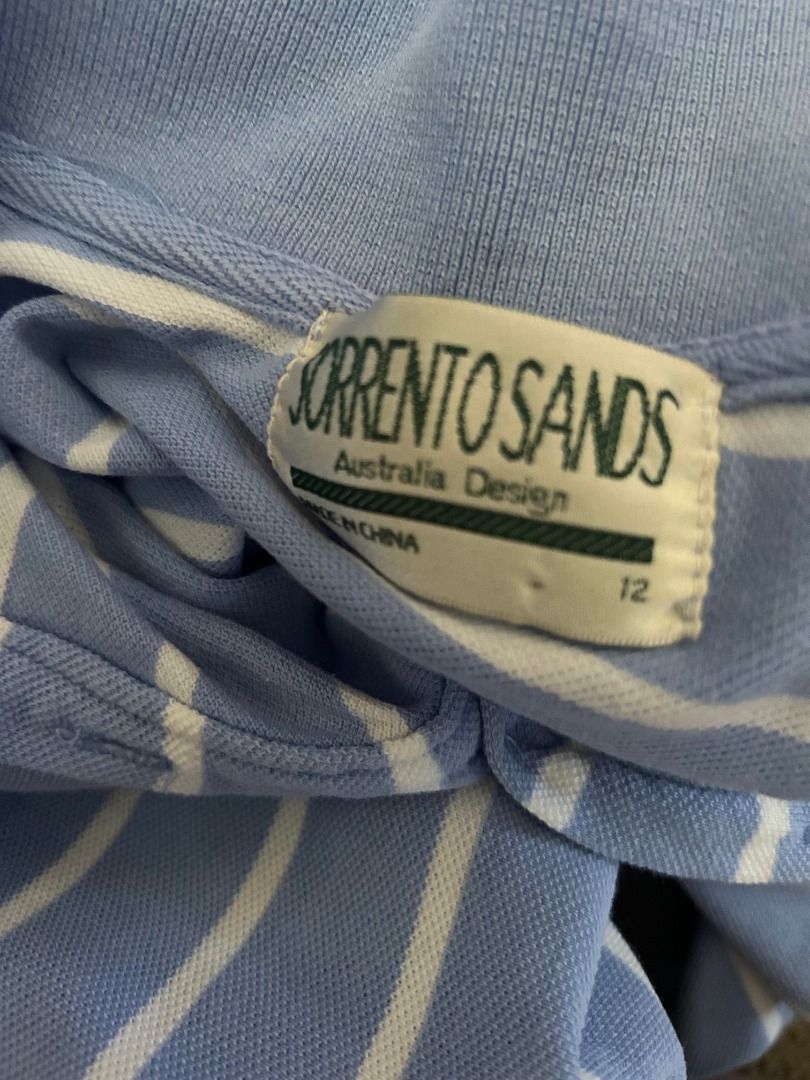 SORRENTO SANDS
Australia Design
MADE IN CHINA
12